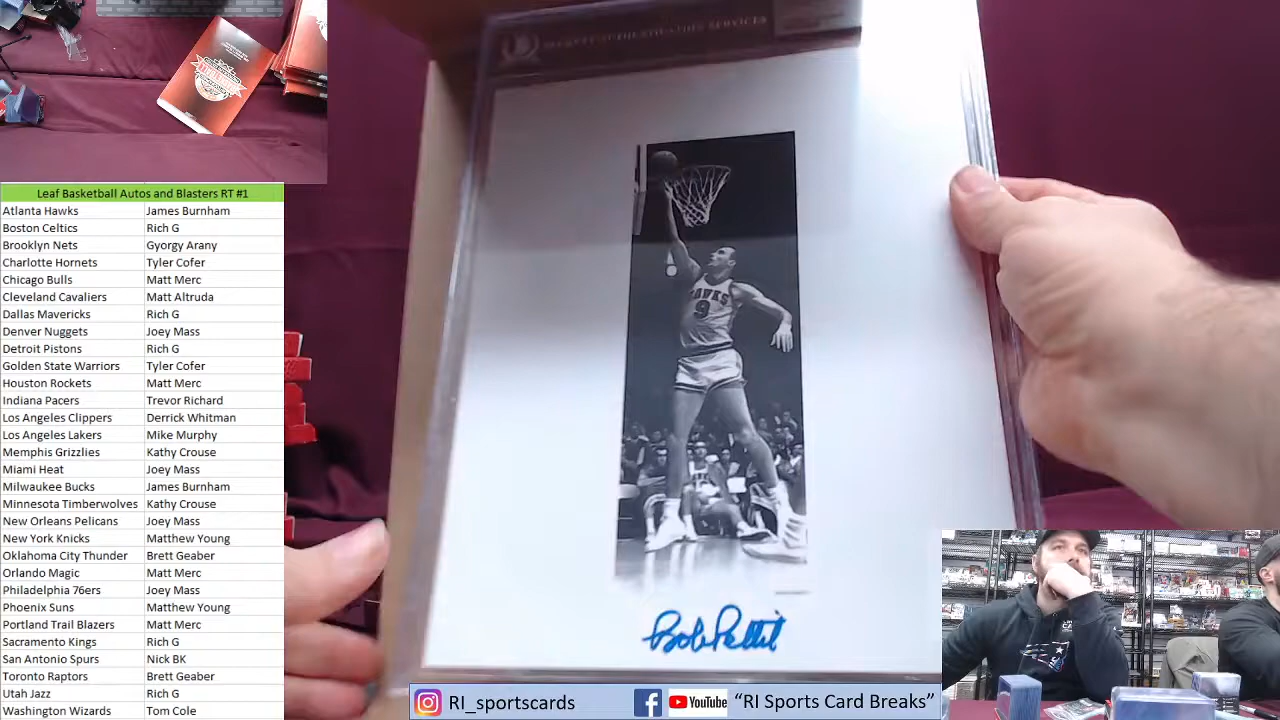 BECKETT AUTHENTICATION SERVICES
HAWKS
9
Bob Pettit
Leaf Basketball Autos and Blasters RT #1
Atlanta Hawks James Burnham
Boston Celtics Rich G
Brooklyn Nets Gyorgy Arany
Charlotte Hornets Tyler Cofer
Chicago Bulls Matt Merc
Cleveland Cavaliers Matt Altruda
Dallas Mavericks Rich G
Denver Nuggets Joey Mass
Detroit Pistons Rich G
Golden State Warriors Tyler Cofer
Houston Rockets Matt Merc
Indiana Pacers Trevor Richard
Los Angeles Clippers Derrick Whitman
Los Angeles Lakers Mike Murphy
Memphis Grizzlies Kathy Crouse
Miami Heat Joey Mass
Milwaukee Bucks James Burnham
Minnesota Timberwolves Kathy Crouse
New Orleans Pelicans Joey Mass
New York Knicks Matthew Young
Oklahoma City Thunder Brett Geaber
Orlando Magic Matt Merc
Philadelphia 76ers Joey Mass
Phoenix Suns Matthew Young
Portland Trail Blazers Matt Merc
Sacramento Kings Rich G
San Antonio Spurs Nick BK
Toronto Raptors Brett Geaber
Utah Jazz Rich G
Washington Wizards Tom Cole
RI_sportscards YouTube “RI Sports Card Breaks”